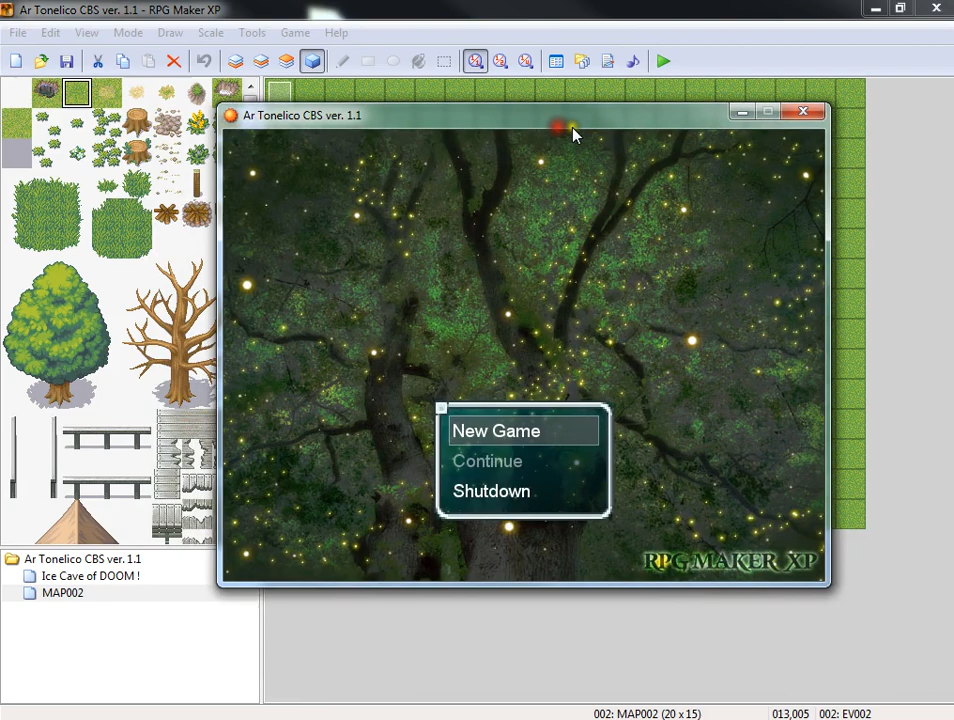 Ar Tonelico CBS ver. 1.1 - RPG Maker XP
File Edit View Mode Draw Scale Tools Game Help
Ar Tonelico CBS ver. 1.1
New Game
Continue
Shutdown
RPG MAKER XP
Ar Tonelico CBS ver. 1.1
Ice Cave of DOOM !
MAP002
002: MAP002 (20 x 15) 013,005 002: EV002